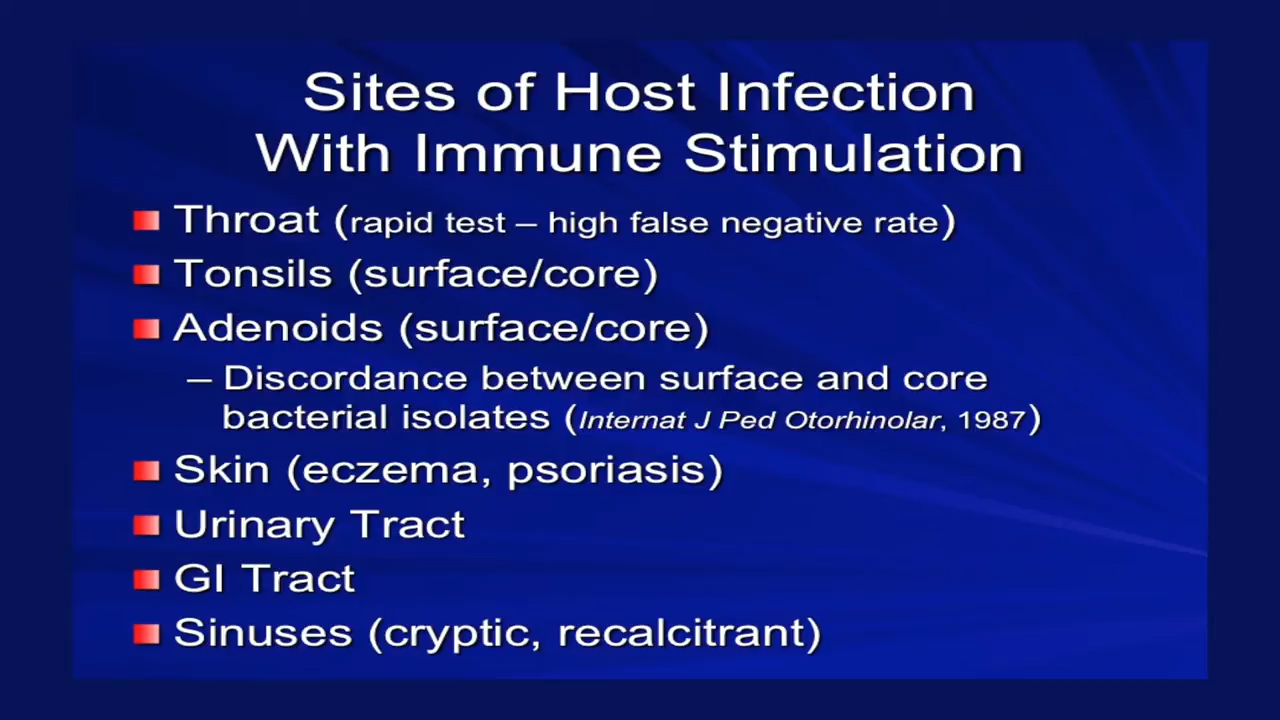 Sites of Host Infection
With Immune Stimulation
Throat (rapid test – high false negative rate)
Tonsils (surface/core)
Adenoids (surface/core)
– Discordance between surface and core
bacterial isolates (Internat J Ped Otorhinolar, 1987)
Skin (eczema, psoriasis)
Urinary Tract
GI Tract
Sinuses (cryptic, recalcitrant)